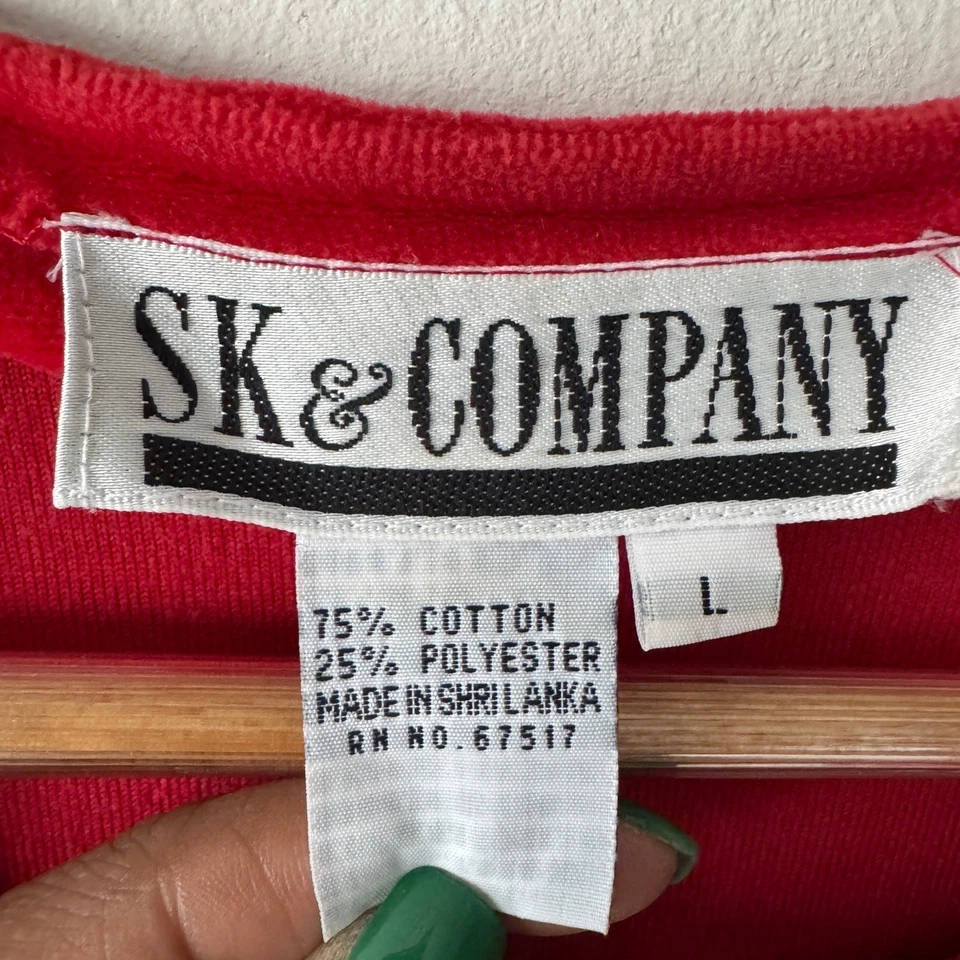 SK & COMPANY
L
75% COTTON
25% POLYESTER
MADE IN SHRI LANKA
RN NO. 67517